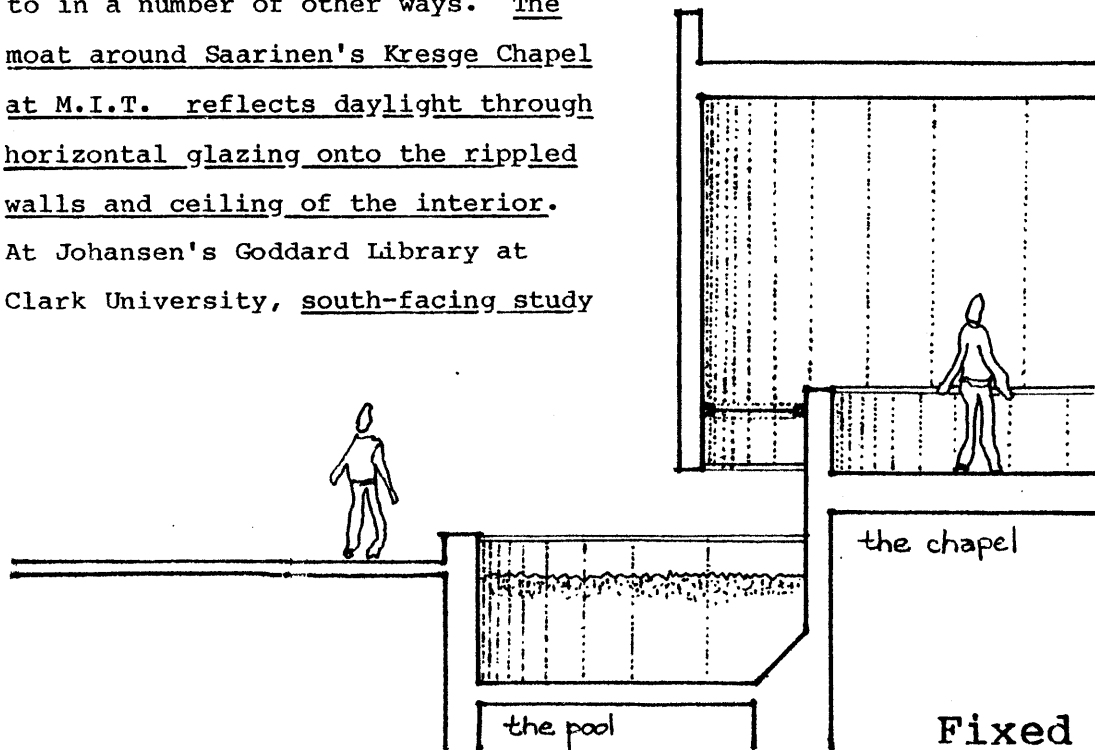 to in a number of other ways. The
moat around Saarinen's Kresge Chapel
at M.I.T. reflects daylight through
horizontal glazing onto the rippled
walls and ceiling of the interior.
At Johansen's Goddard Library at
Clark University, south-facing study
the chapel
the pool
Fixed